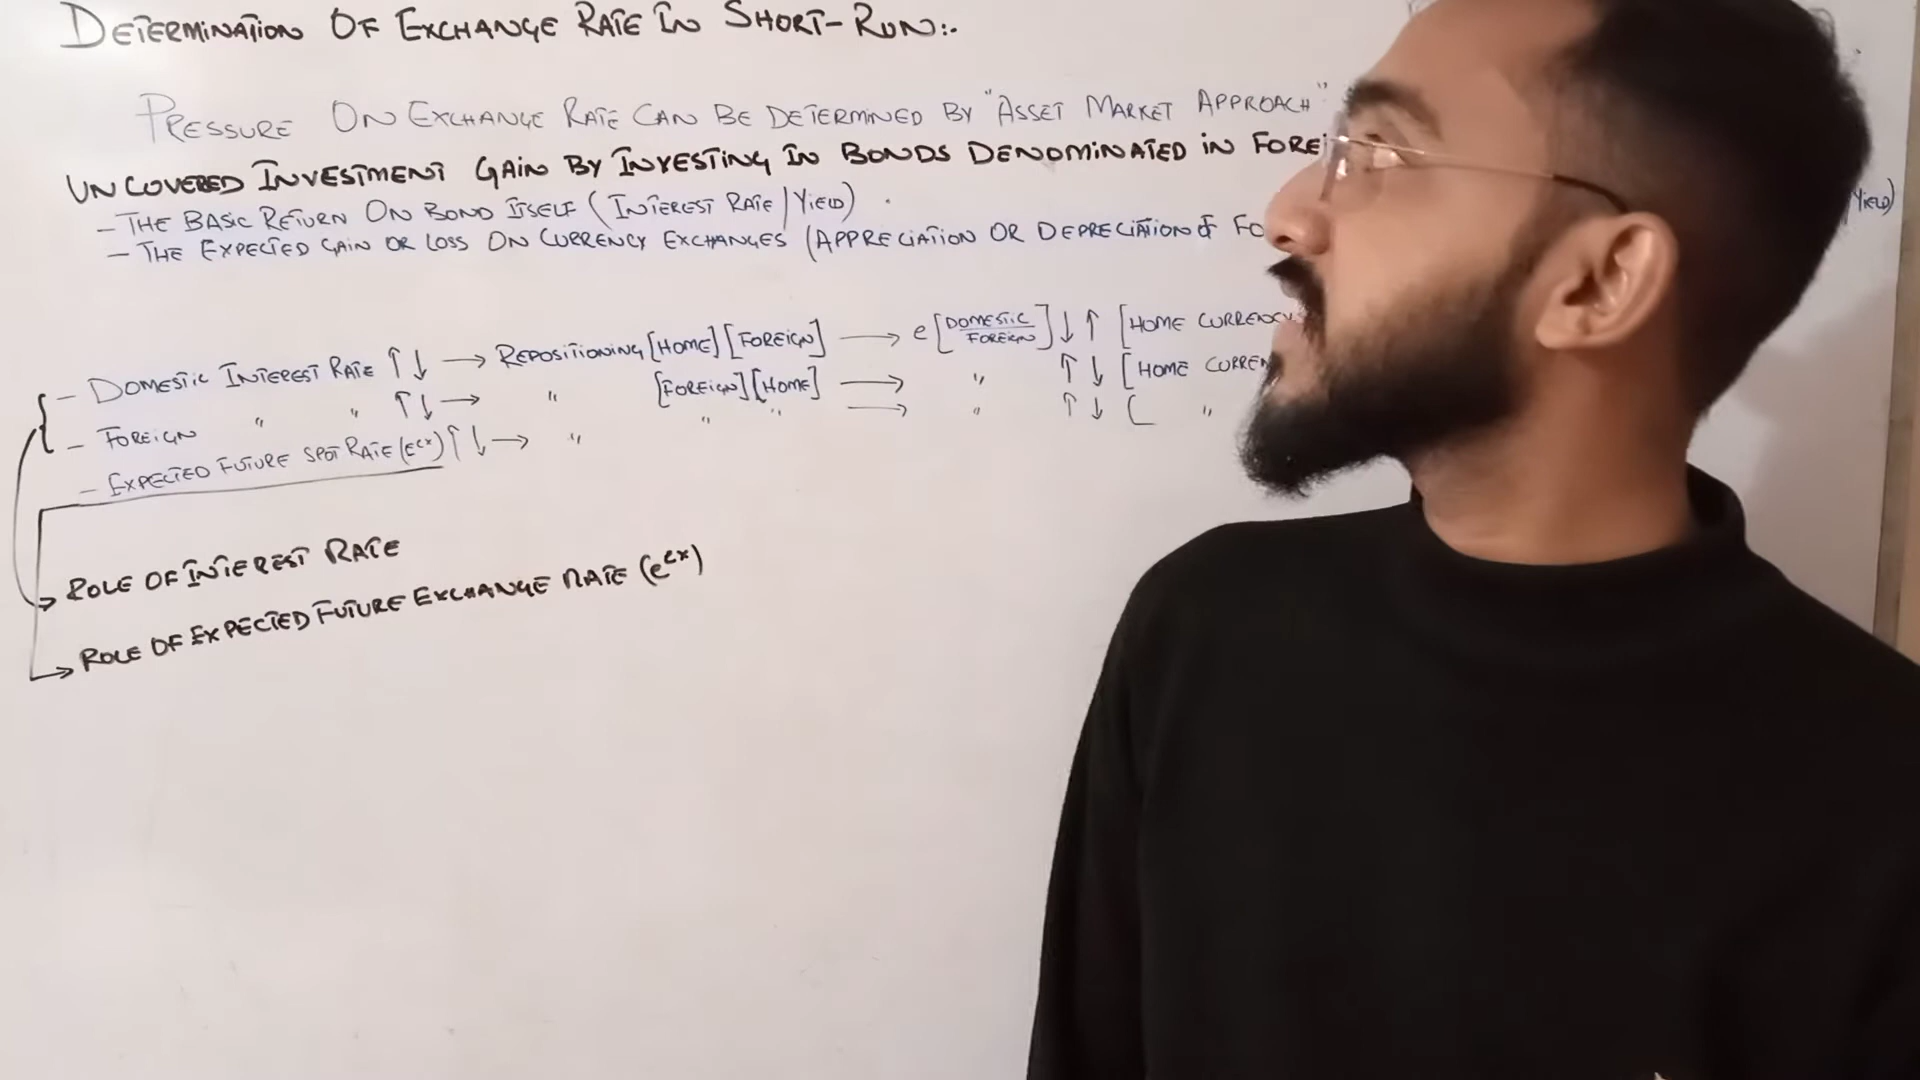 DETERMINATION OF EXCHANGE RATE IN SHORT-RUN:-
PRESSURE ON EXCHANGE RATE CAN BE DETERMINED BY "ASSET MARKET APPROACH"
UNCOVERED INVESTMENT GAIN BY INVESTING IN BONDS DENOMINATED IN FOREI
- THE BASIC RETURN ON BOND ITSELF (INTEREST RATE | YIELD) . YIELD)
- THE EXPECTED GAIN OR LOSS ON CURRENCY EXCHANGES (APPRECIATION OR DEPRECIATION OF FO
- DOMESTIC INTEREST RATE ↑ ↓ → REPOSITIONING [HOME] [FOREIGN] → e [DOMESTIC/FOREIGN] ↓ ↑ [HOME CURRENCY
- FOREIGN " " ↑ ↓ → " [FOREIGN] [HOME] → " ↑ ↓ [HOME CURREN
- EXPECTED FUTURE SPOT RATE (e^ex) ↑ ↓ → " " " → " ↑ ↓ [ "
→ ROLE OF INTEREST RATE
→ ROLE OF EXPECTED FUTURE EXCHANGE RATE (e^ex)